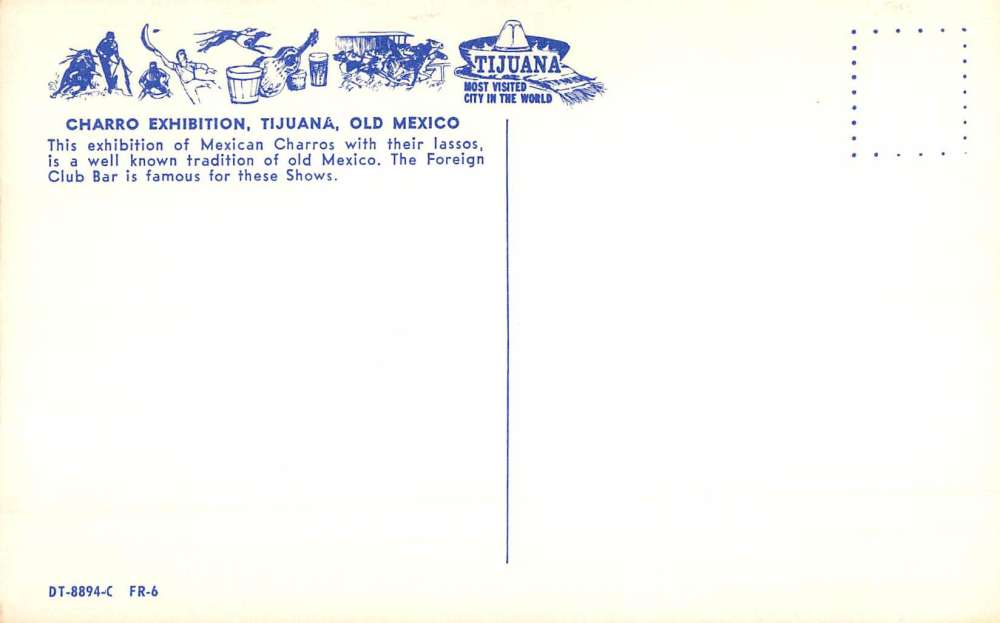 TIJUANA
MOST VISITED
CITY IN THE WORLD
CHARRO EXHIBITION, TIJUANA, OLD MEXICO
This exhibition of Mexican Charros with their lassos,
is a well known tradition of old Mexico. The Foreign
Club Bar is famous for these Shows.
DT-8894-C FR-6